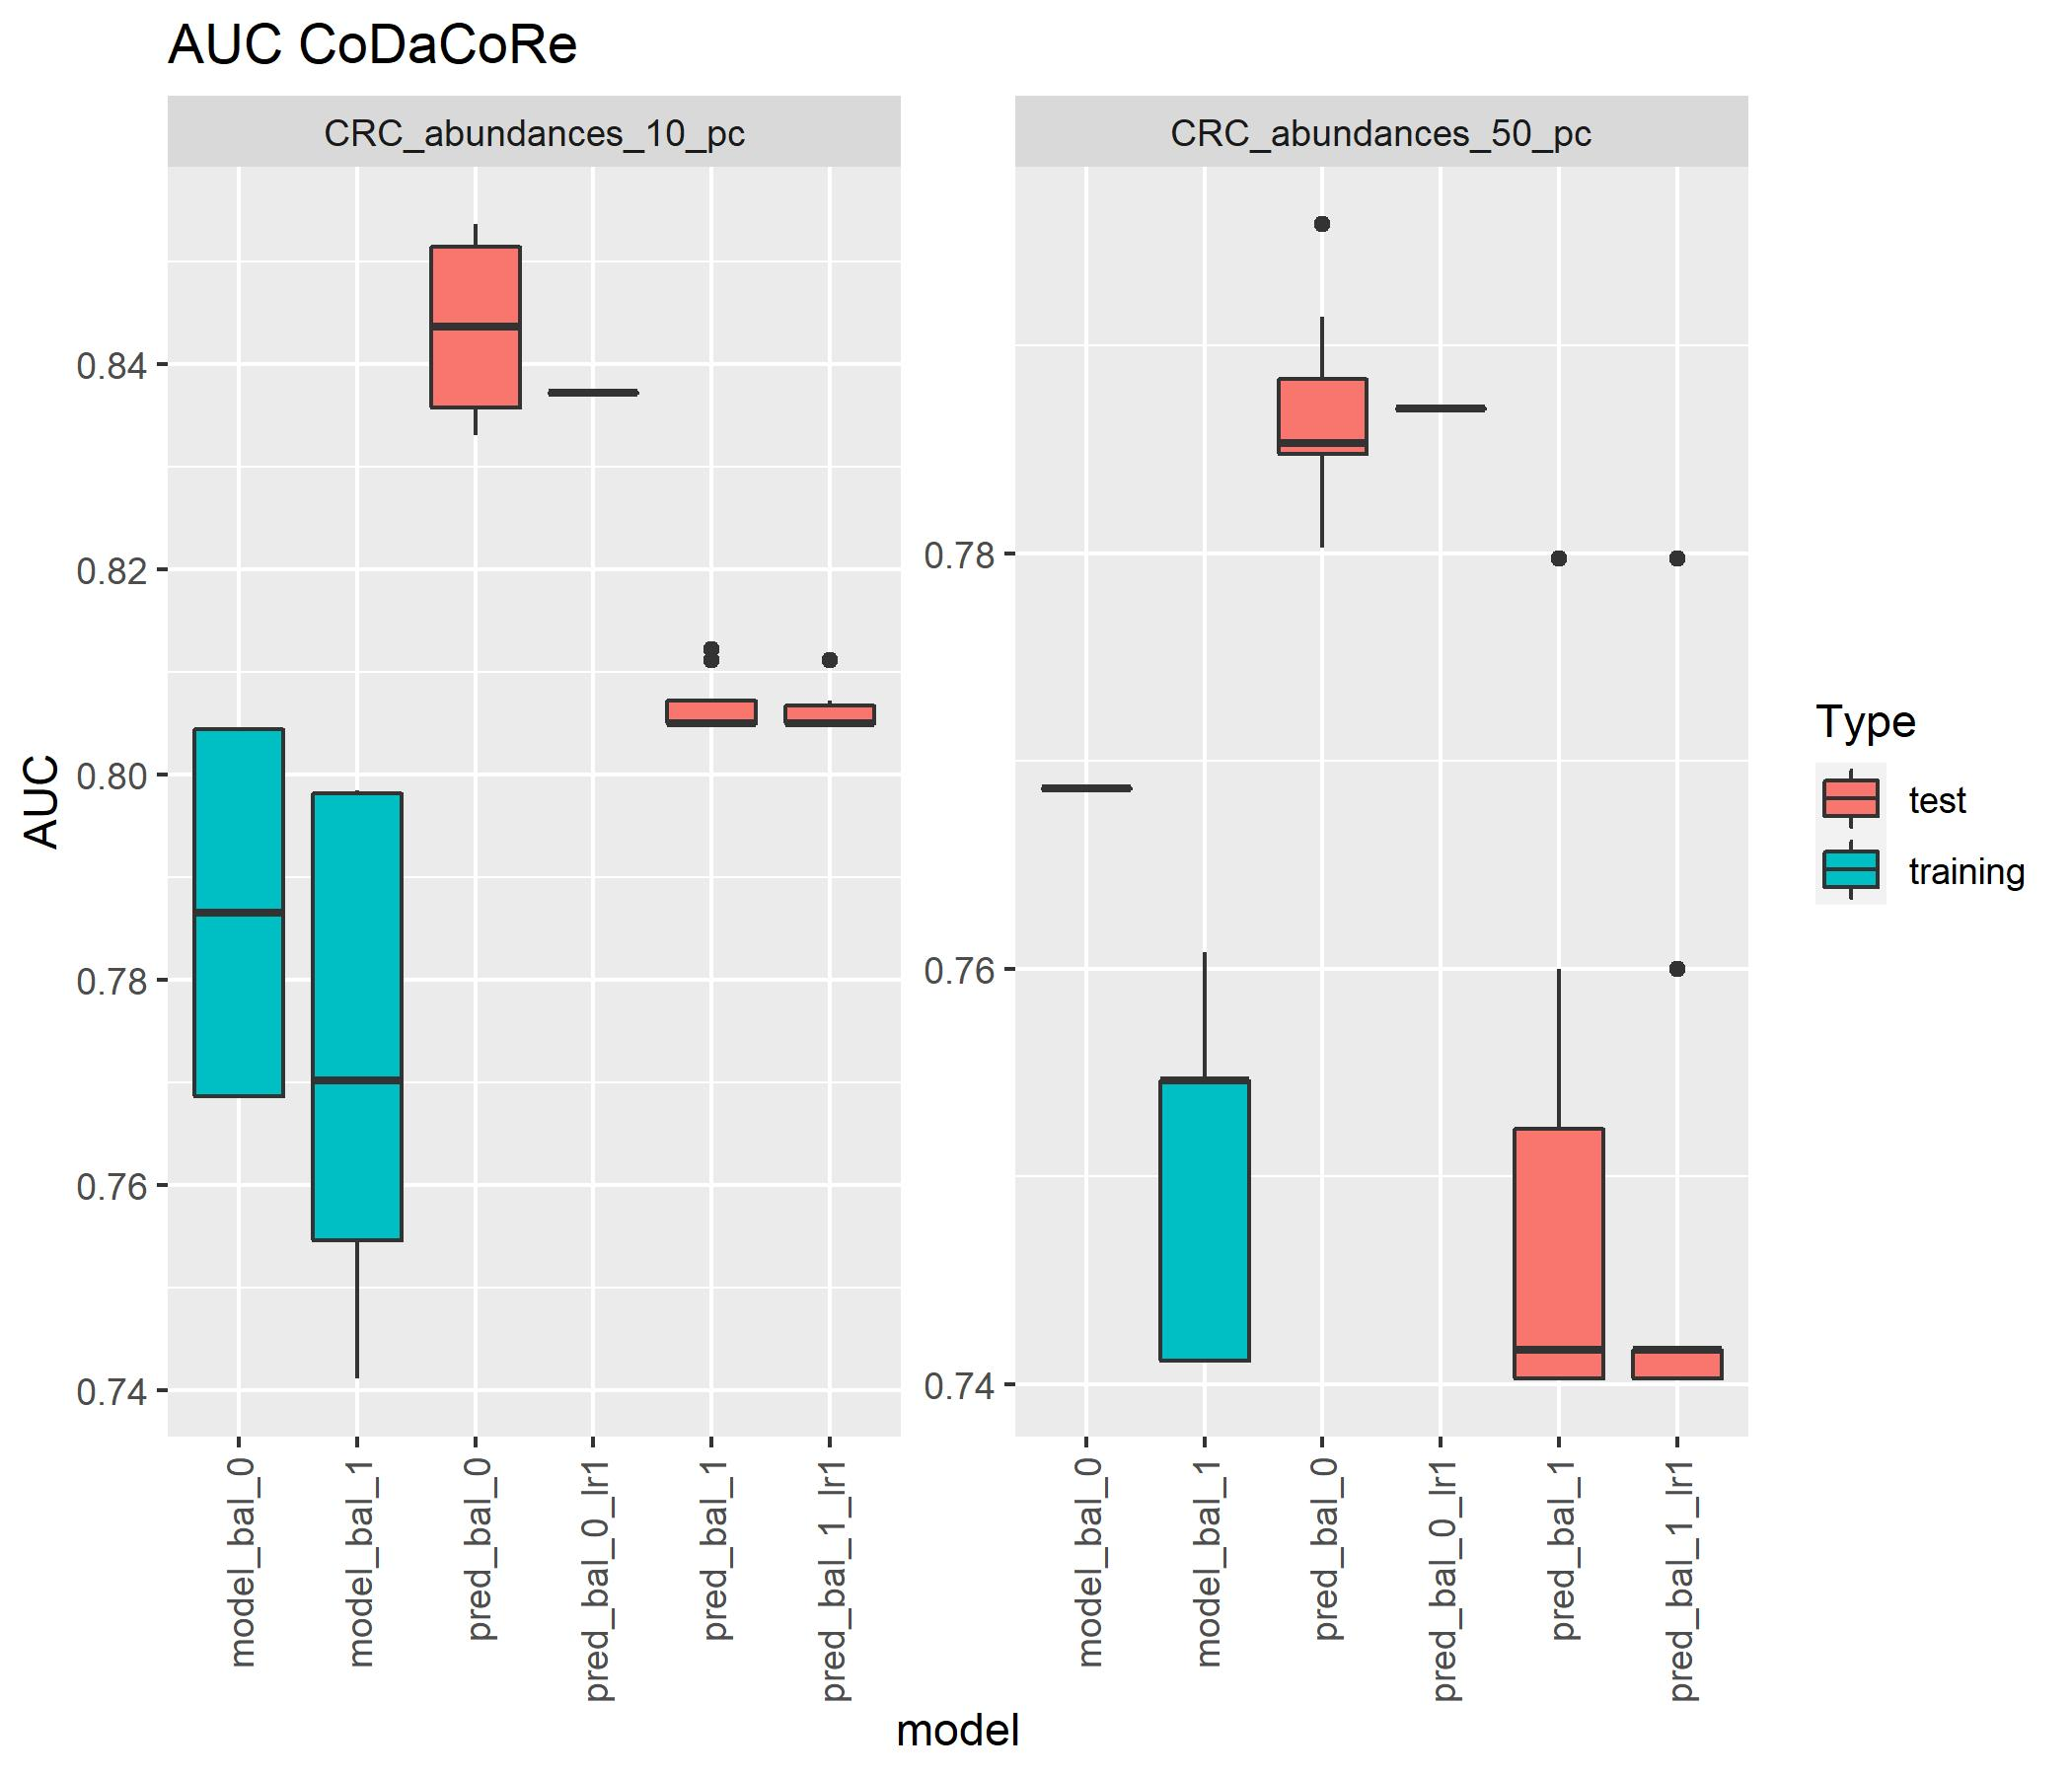 AUC CoDaCoRe
CRC_abundances_10_pc
CRC_abundances_50_pc
AUC
0.84
0.82
0.80
0.78
0.76
0.74
0.78
0.76
0.74
model_bal_0
model_bal_1
pred_bal_0
pred_bal_0_lr1
pred_bal_1
pred_bal_1_lr1
model_bal_0
model_bal_1
pred_bal_0
pred_bal_0_lr1
pred_bal_1
pred_bal_1_lr1
model
Type
test
training